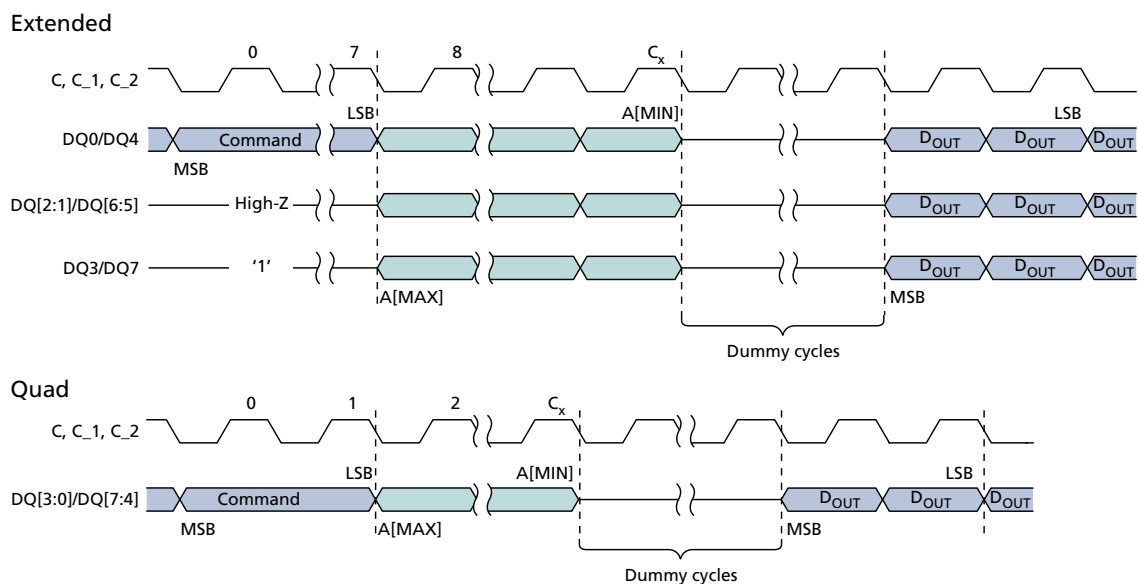 Extended
0 7 8 Cx
C, C_1, C_2
LSB A[MIN] LSB
DQ0/DQ4 Command DOUT DOUT DOUT
MSB
DQ[2:1]/DQ[6:5] High-Z DOUT DOUT DOUT
DQ3/DQ7 '1' DOUT DOUT DOUT
A[MAX] MSB
Dummy cycles
Quad
0 1 2 Cx
C, C_1, C_2
LSB A[MIN] LSB
DQ[3:0]/DQ[7:4] Command DOUT DOUT DOUT
MSB A[MAX] MSB
Dummy cycles